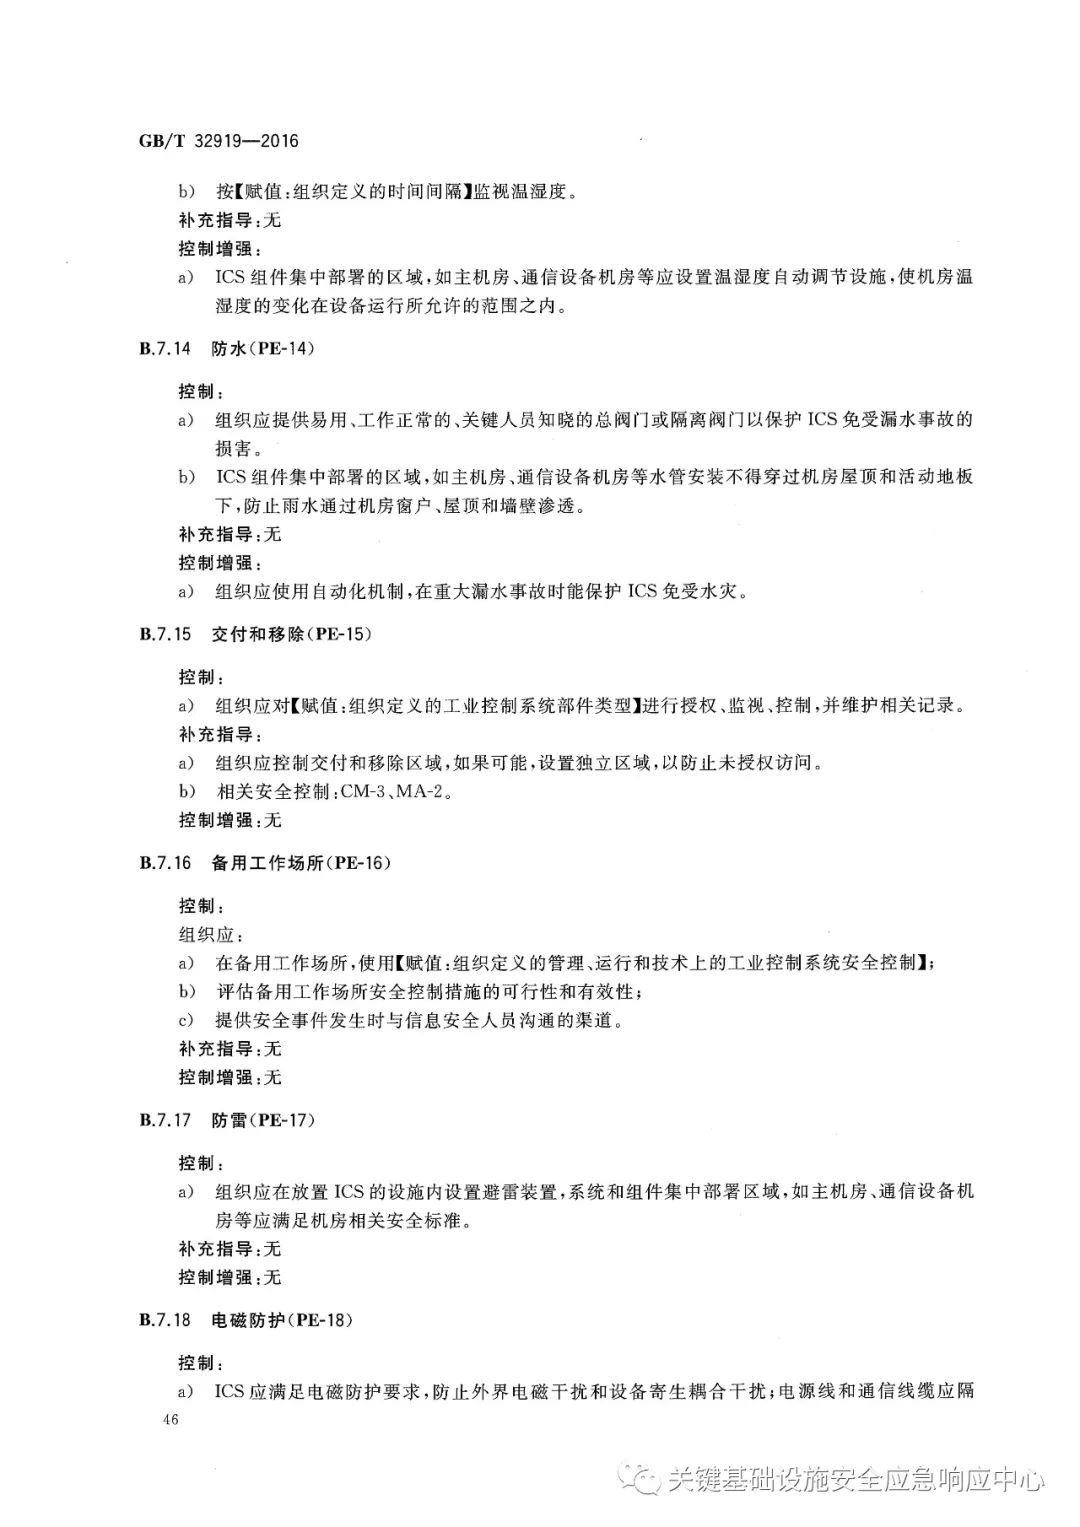 GB/T 32919—2016
b) 按【赋值:组织定义的时间间隔】监视温湿度。
补充指导:无
控制增强:
a) ICS 组件集中部署的区域,如主机房、通信设备机房等应设置温湿度自动调节设施,使机房温
湿度的变化在设备运行所允许的范围之内。
B.7.14 防水(PE-14)
控制:
a) 组织应提供易用、工作正常的、关键人员知晓的总阀门或隔离阀门以保护 ICS 免受漏水事故的
损害。
b) ICS 组件集中部署的区域,如主机房、通信设备机房等水管安装不得穿过机房屋顶和活动地板
下,防止雨水通过机房窗户、屋顶和墙壁渗透。
补充指导:无
控制增强:
a) 组织应使用自动化机制,在重大漏水事故时能保护 ICS 免受水灾。
B.7.15 交付和移除(PE-15)
控制:
a) 组织应对【赋值:组织定义的工业控制系统部件类型】进行授权、监视、控制,并维护相关记录。
补充指导:
a) 组织应控制交付和移除区域,如果可能,设置独立区域,以防止未授权访问。
b) 相关安全控制:CM-3、MA-2。
控制增强:无
B.7.16 备用工作场所(PE-16)
控制:
组织应:
a) 在备用工作场所,使用【赋值:组织定义的管理、运行和技术上的工业控制系统安全控制】;
b) 评估备用工作场所安全控制措施的可行性和有效性;
c) 提供安全事件发生时与信息安全人员沟通的渠道。
补充指导:无
控制增强:无
B.7.17 防雷(PE-17)
控制:
a) 组织应在放置 ICS 的设施内设置避雷装置,系统和组件集中部署区域,如主机房、通信设备机
房等应满足机房相关安全标准。
补充指导:无
控制增强:无
B.7.18 电磁防护(PE-18)
控制:
a) ICS 应满足电磁防护要求,防止外界电磁干扰和设备寄生耦合干扰;电源线和通信线缆应隔
46
关键基础设施安全应急响应中心